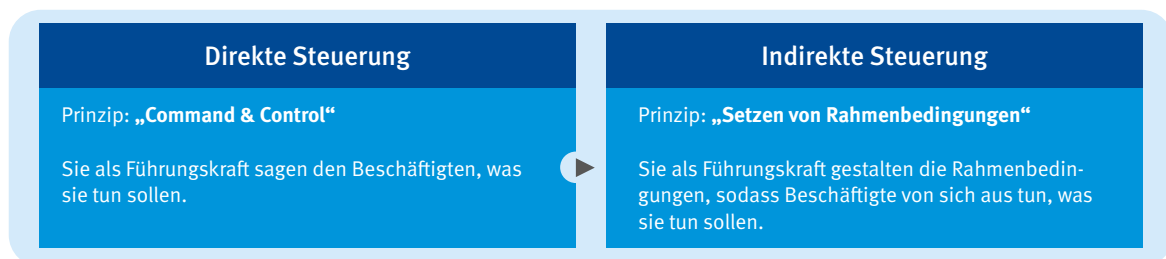 Direkte Steuerung
Prinzip: „Command & Control“
Sie als Führungskraft sagen den Beschäftigten, was
sie tun sollen.
Indirekte Steuerung
Prinzip: „Setzen von Rahmenbedingungen“
Sie als Führungskraft gestalten die Rahmenbedin-
gungen, sodass Beschäftigte von sich aus tun, was
sie tun sollen.